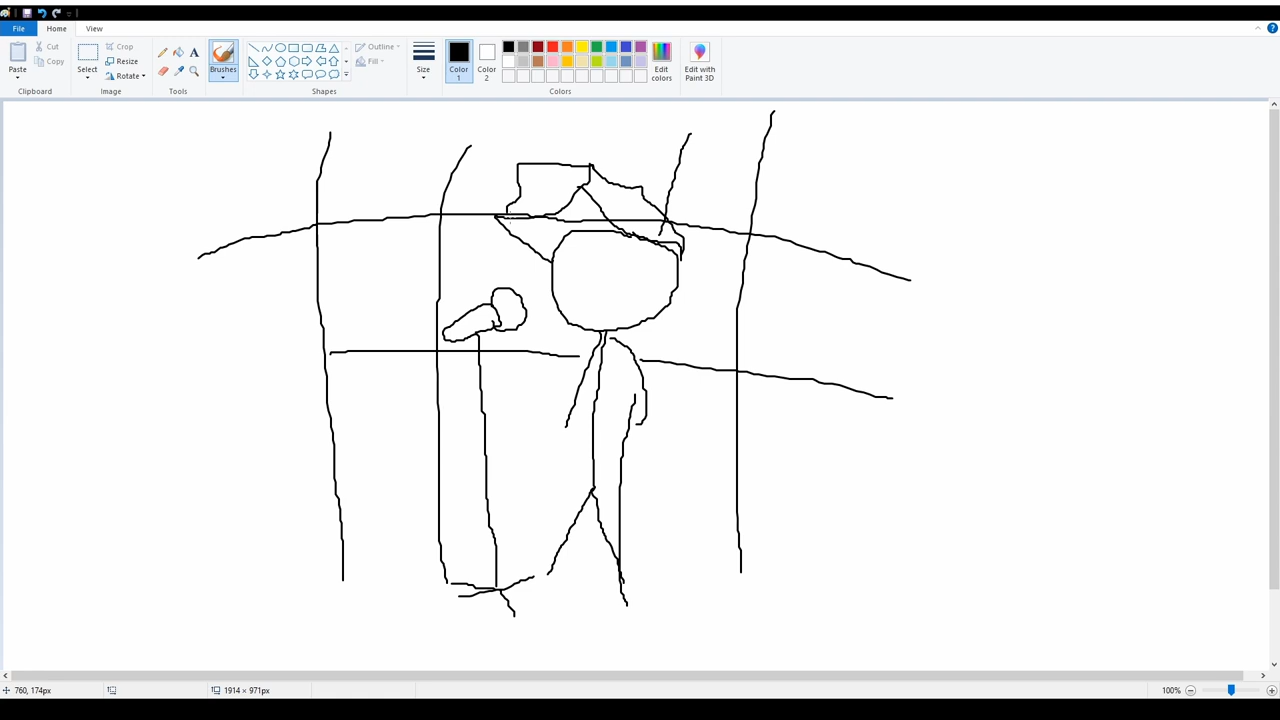 File Home View
Cut Crop Outline
Copy Resize Fill
Paste Select Rotate Brushes Size Color Color Edit Edit with
1 2 colors Paint 3D
Clipboard Image Tools Shapes Colors
760, 174px 1914 × 971px 100%